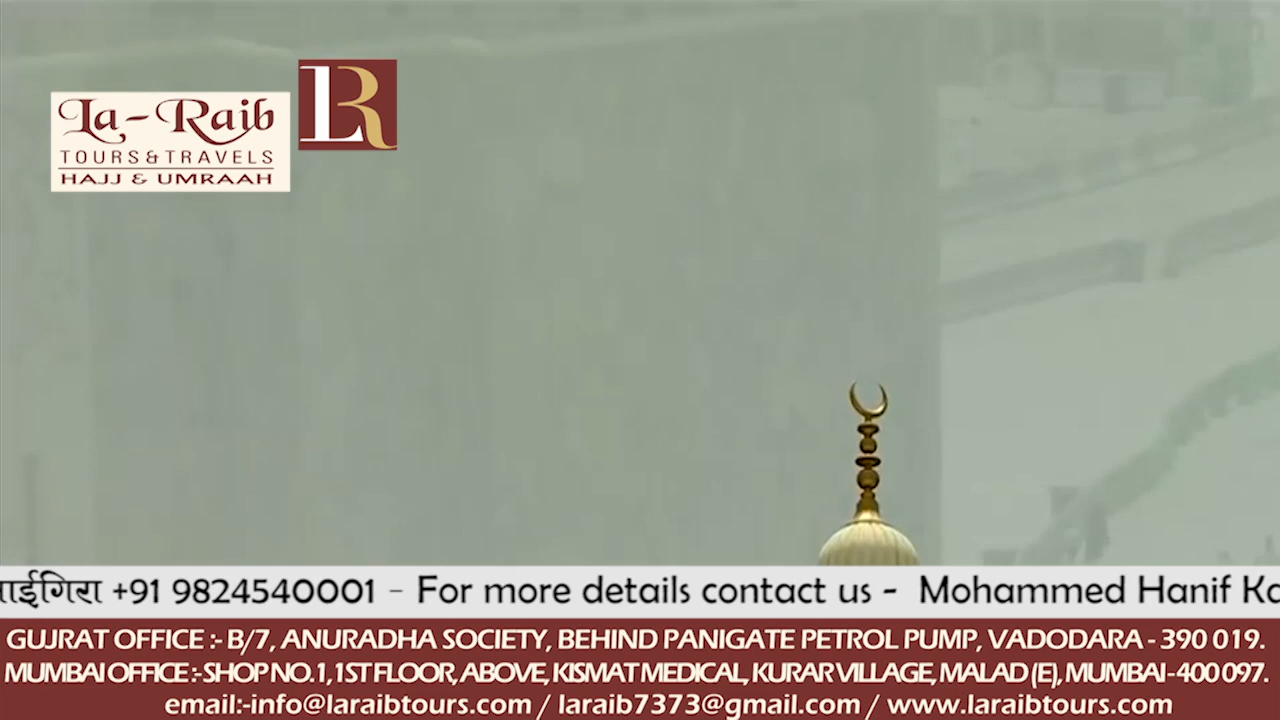 La-Raib
TOURS & TRAVELS
HAJJ & UMRAAH
LR
+91 9824540001 - For more details contact us - Mohammed Hanif
GUJRAT OFFICE :- B/7, ANURADHA SOCIETY, BEHIND PANIGATE PETROL PUMP, VADODARA - 390 019.
MUMBAI OFFICE :- SHOP NO. 1, 1ST FLOOR, ABOVE, KISMAT MEDICAL, KURAR VILLAGE, MALAD (E), MUMBAI - 400 097.
email:-info@laraibtours.com / laraib7373@gmail.com / www.laraibtours.com